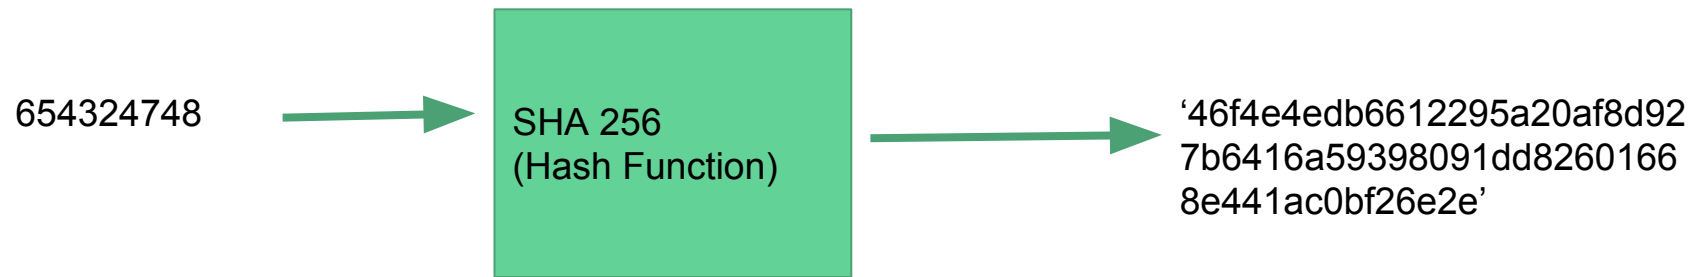 654324748
SHA 256
(Hash Function)
‘46f4e4edb6612295a20af8d92
7b6416a59398091dd8260166
8e441ac0bf26e2e’